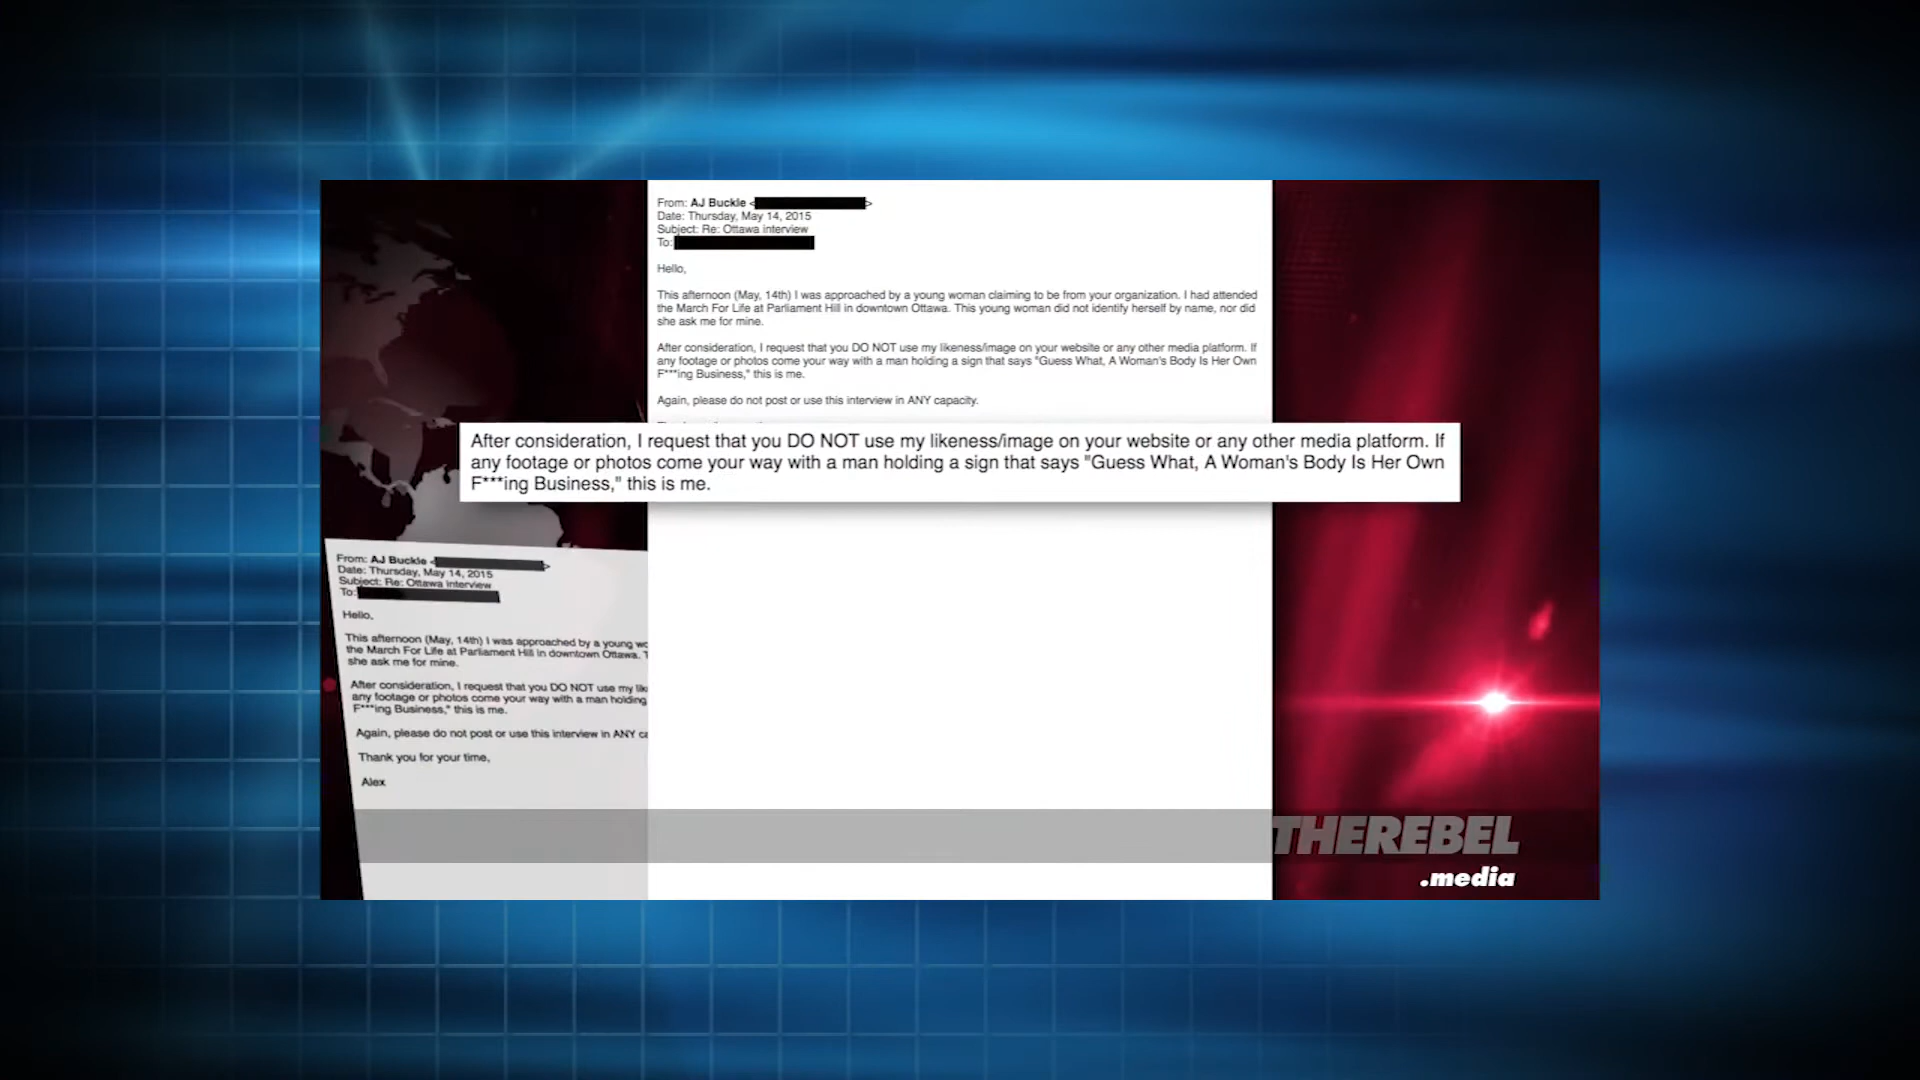 From: AJ Buckle < >
Date: Thursday, May 14, 2015
Subject: Re: Ottawa interview
To:
Hello,
This afternoon (May, 14th) I was approached by a young woman claiming to be from your organization. I had attended
the March For Life at Parliament Hill in downtown Ottawa. This young woman did not identify herself by name, nor did
she ask me for mine.
After consideration, I request that you DO NOT use my likeness/image on your website or any other media platform. If
any footage or photos come your way with a man holding a sign that says "Guess What, A Woman's Body Is Her Own
F***ing Business," this is me.
Again, please do not post or use this interview in ANY capacity.
After consideration, I request that you DO NOT use my likeness/image on your website or any other media platform. If
any footage or photos come your way with a man holding a sign that says "Guess What, A Woman's Body Is Her Own
F***ing Business," this is me.
From: AJ Buckle < >
Date: Thursday, May 14, 2015
Subject: Re: Ottawa interview
To:
Hello,
This afternoon (May, 14th) I was approached by a young
the March For Life at Parliament Hill in downtown Ottawa.
she ask me for mine.
After consideration, I request that you DO NOT use my
any footage or photos come your way with a man holding
F***ing Business," this is me.
Again, please do not post or use this interview in ANY
Thank you for your time,
Alex
THEREBEL
.media